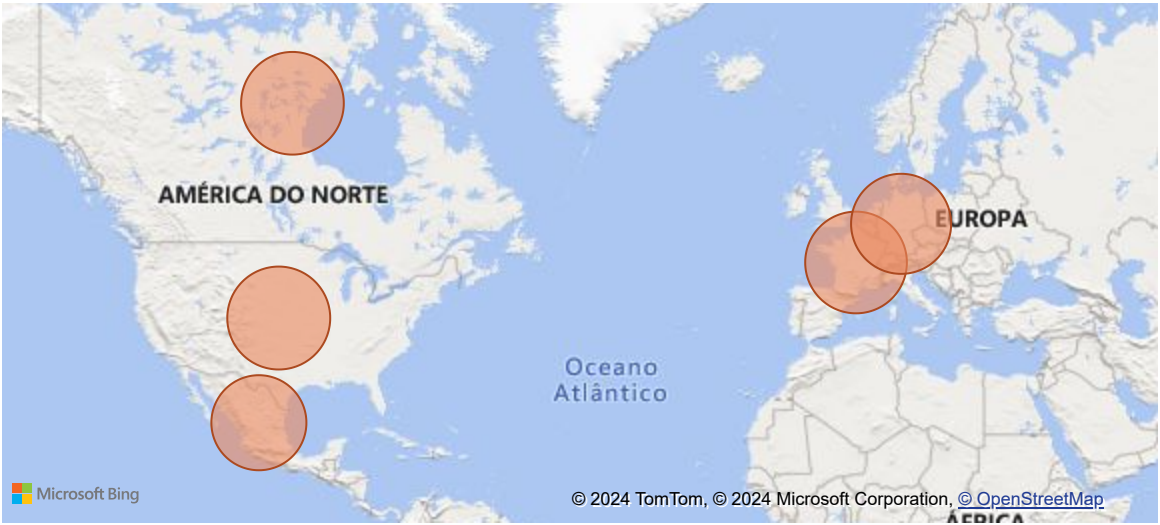 AMÉRICA DO NORTE
EUROPA
Oceano
Atlântico
Microsoft Bing
© 2024 TomTom, © 2024 Microsoft Corporation, © OpenStreetMap
ÁFRICA